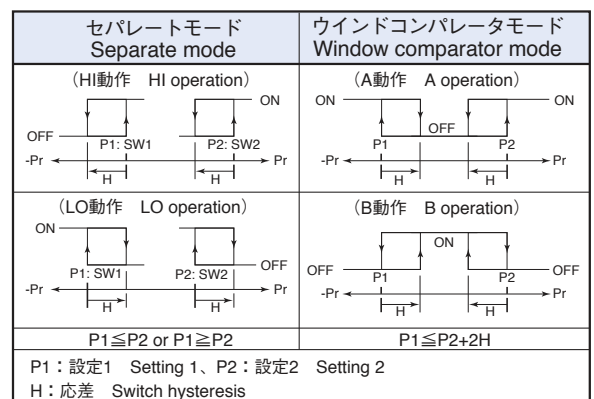 セパレートモード
Separate mode
ウインドコンパレータモード
Window comparator mode
（HI動作 HI operation）
ON
OFF
P1: SW1
P2: SW2
-Pr
Pr
H
H
（A動作 A operation）
ON
ON
OFF
P1
P2
-Pr
Pr
H
H
（LO動作 LO operation）
ON
OFF
P1: SW1
P2: SW2
-Pr
Pr
H
H
（B動作 B operation）
ON
OFF
OFF
P1
P2
-Pr
Pr
H
H
P1≦P2 or P1≧P2
P1≦P2+2H
P1：設定1 Setting 1、P2：設定2 Setting 2
H：応差 Switch hysteresis